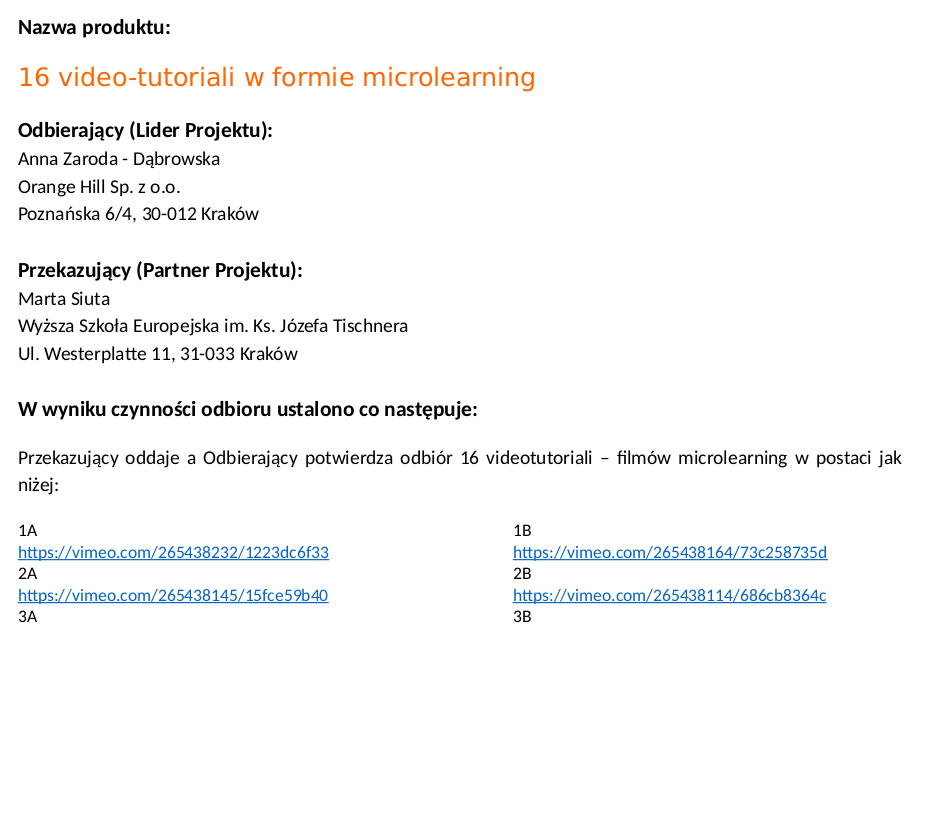 Nazwa produktu:
16 video-tutoriali w formie microlearning
Odbierający (Lider Projektu):
Anna Zaroda - Dąbrowska
Orange Hill Sp. z o.o.
Poznańska 6/4, 30-012 Kraków
Przekazujący (Partner Projektu):
Marta Siuta
Wyższa Szkoła Europejska im. Ks. Józefa Tischnera
Ul. Westerplatte 11, 31-033 Kraków
W wyniku czynności odbioru ustalono co następuje:
Przekazujący oddaje a Odbierający potwierdza odbiór 16 videotutoriali – filmów microlearning w postaci jak
niżej:
1A
https://vimeo.com/265438232/1223dc6f33
2A
https://vimeo.com/265438145/15fce59b40
3A
1B
https://vimeo.com/265438164/73c258735d
2B
https://vimeo.com/265438114/686cb8364c
3B